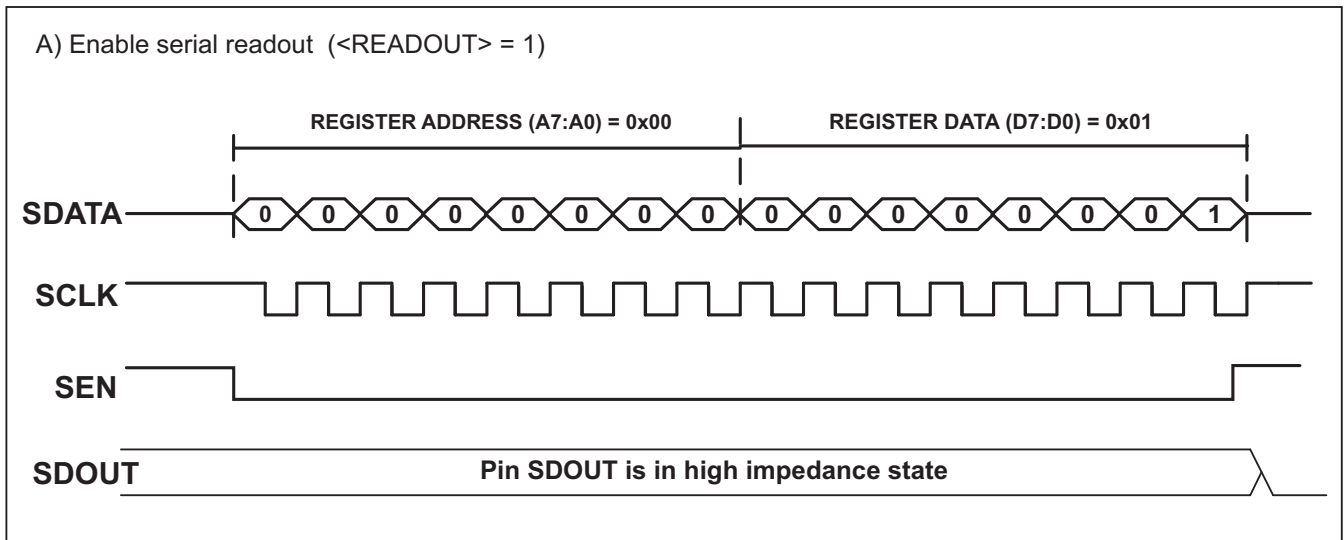 A) Enable serial readout (<READOUT> = 1)
REGISTER ADDRESS (A7:A0) = 0x00 REGISTER DATA (D7:D0) = 0x01
SDATA 0 0 0 0 0 0 0 0 0 0 0 0 0 0 0 1
SCLK
SEN
SDOUT Pin SDOUT is in high impedance state